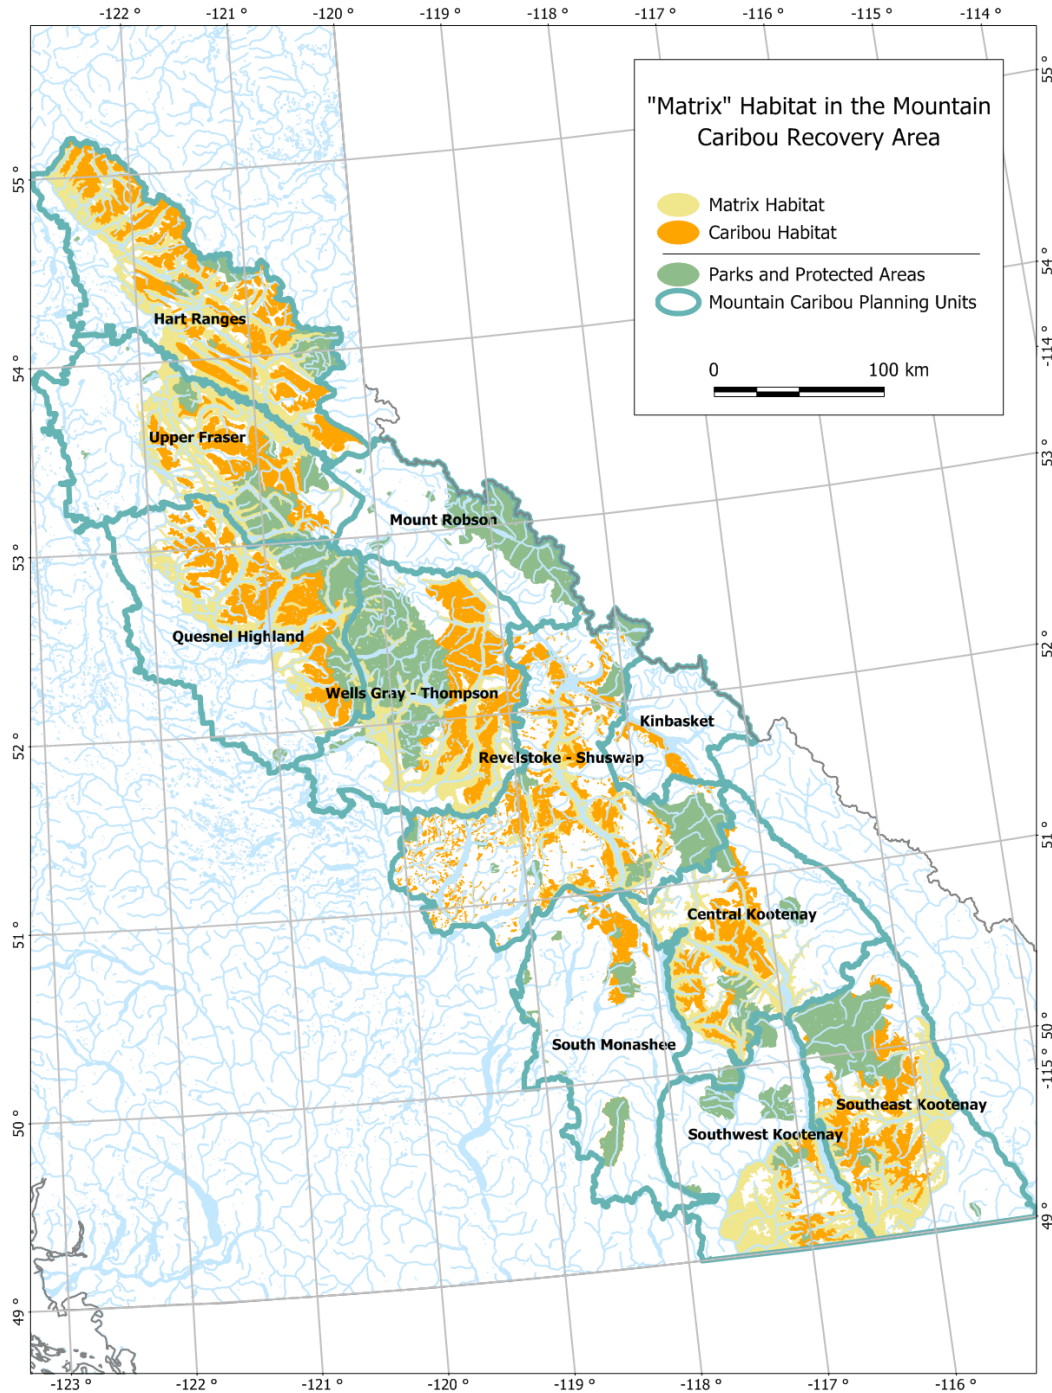 -122 °
-121 °
-120 °
-119 °
-118 °
-117 °
-116 °
-115 °
-114 °
"Matrix" Habitat in the Mountain
Caribou Recovery Area
Matrix Habitat
Caribou Habitat
Parks and Protected Areas
Mountain Caribou Planning Units
0
100 km
55 °
54 °
53 °
52 °
51 °
50 °
49 °
55 °
54 °
-114 °
53 °
52 °
51 °
50 °
-115 °
49 °
Hart Ranges
Upper Fraser
Mount Robson
Quesnel Highland
Wells Gray - Thompson
Kinbasket
Revelstoke - Shuswap
Central Kootenay
South Monashee
Southeast Kootenay
Southwest Kootenay
-123 °
-122 °
-121 °
-120 °
-119 °
-118 °
-117 °
-116 °